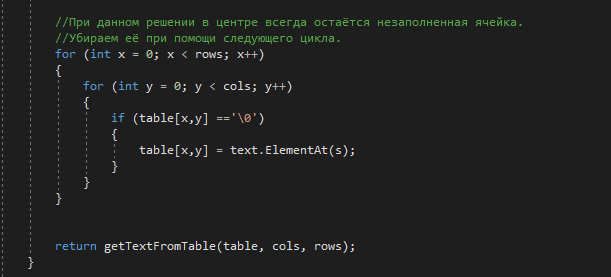 //При данном решении в центре всегда остаётся незаполненная ячейка.
//Убираем её при помощи следующего цикла.
for (int x = 0; x < rows; x++)
{
for (int y = 0; y < cols; y++)
{
if (table[x,y] =='\0')
{
table[x,y] = text.ElementAt(s);
}
}
}
return getTextFromTable(table, cols, rows);
}